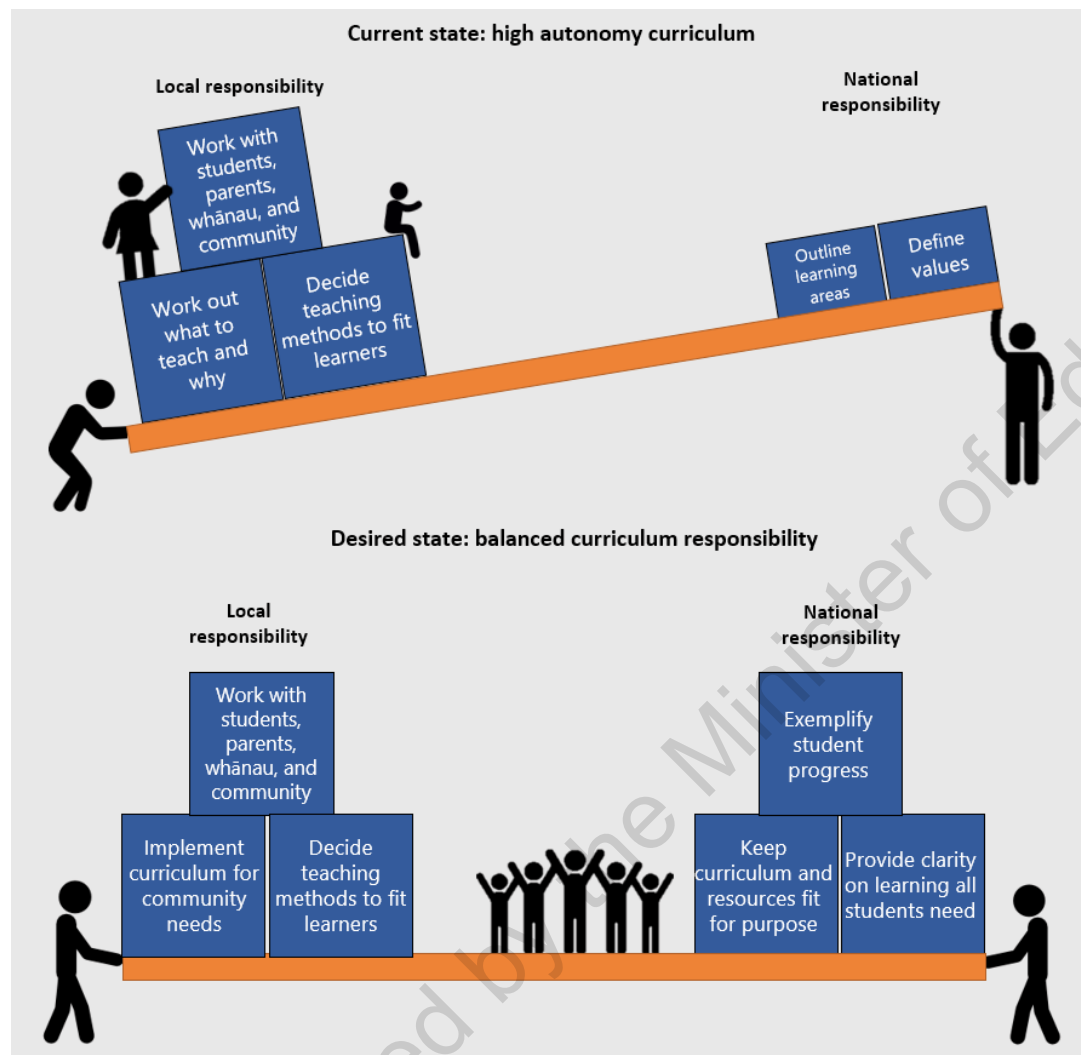 Current state: high autonomy curriculum
Local responsibility
Work with
students,
parents,
whānau, and
community
Work out
what to
teach and
why
Decide
teaching
methods to fit
learners
National
responsibility
Outline
learning
areas
Define
values
Desired state: balanced curriculum responsibility
Local
responsibility
Work with
students,
parents,
whānau, and
community
Implement
curriculum for
community
needs
Decide
teaching
methods to fit
learners
National
responsibility
Exemplify
student
progress
Keep
curriculum and
resources fit
for purpose
Provide clarity
on learning all
students need
by the Minister of